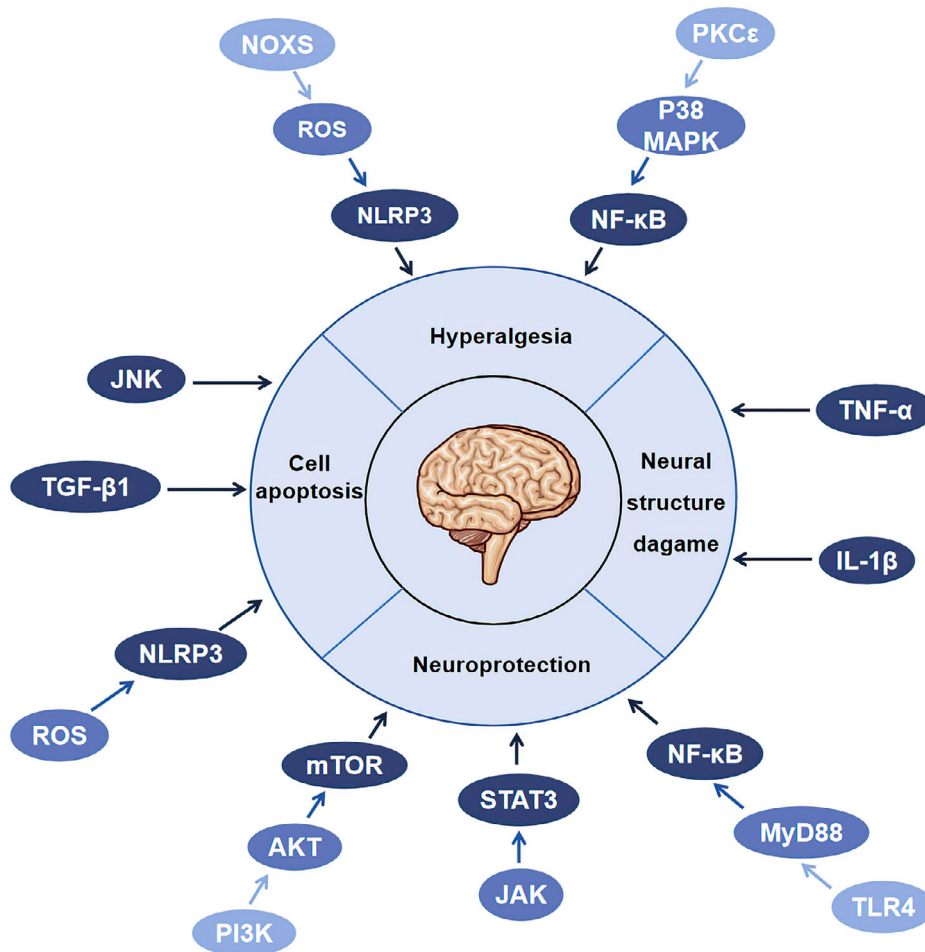 NOXS
PKCε
ROS
P38
MAPK
NLRP3
NF-κB
Hyperalgesia
JNK
TNF-α
Cell
apoptosis
Neural
structure
dagame
TGF-β1
IL-1β
Neuroprotection
NLRP3
ROS
mTOR
STAT3
NF-κB
AKT
JAK
MyD88
PI3K
TLR4